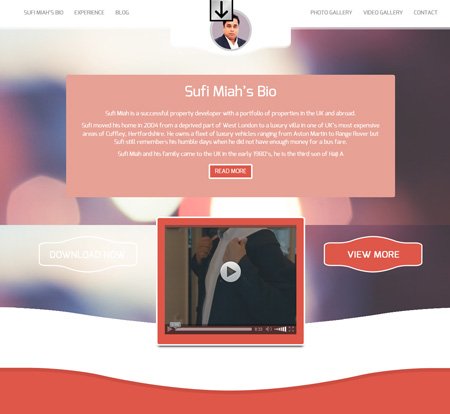 SUFI MIAH'S BIO EXPERIENCE BLOG PHOTO GALLERY VIDEO GALLERY CONTACT
Sufi Miah's Bio
Sufi Miah is a successful property developer with a portfolio of properties in the UK and abroad.
Sufi moved his home in 2004 from a deprived part of West London to a luxury villa in one of UK's most expensive
areas of Cuffley, Hertfordshire. He owns a fleet of luxury vehicles ranging from Aston Martin to Range Rover but
Sufi still remembers his humble days when he did not have enough money for a bus fare.
Sufi Miah and his family came to the UK in the early 1980's, he is the third son of Haji A
READ MORE
DOWNLOAD NOW
VIEW MORE